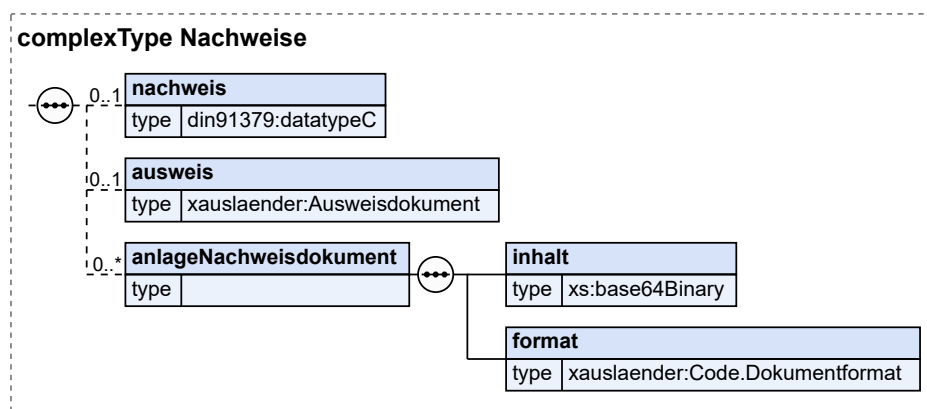 complexType Nachweise
0..1
nachweis
type din91379:datatypeC
0..1
ausweis
type xauslaender:Ausweisdokument
0..*
anlageNachweisdokument
type
inhalt
type xs:base64Binary
format
type xauslaender:Code.Dokumentformat